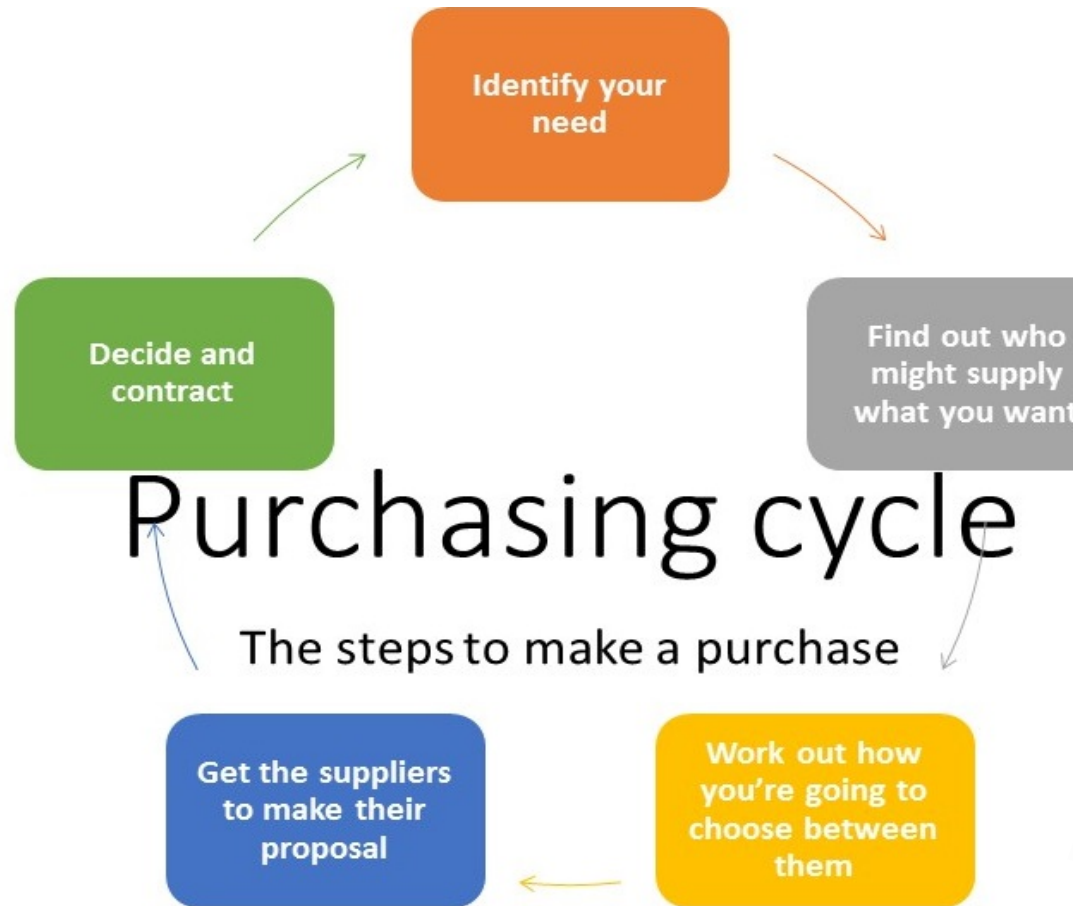 Identify your
need
Find out who
might supply
what you want
Work out how
you're going to
choose between
them
Get the suppliers
to make their
proposal
Decide and
contract
Purchasing cycle
The steps to make a purchase